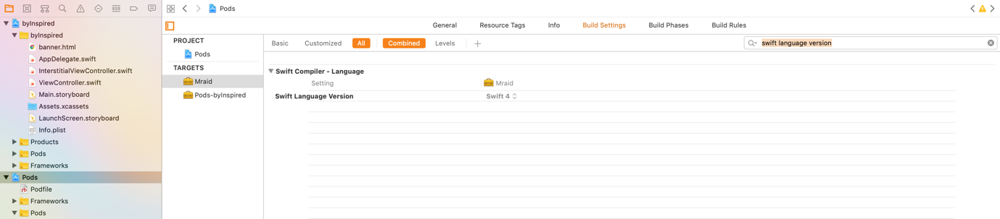 Pods
General Resource Tags Info Build Settings Build Phases Build Rules
byInspired
byInspired
banner.html
AppDelegate.swift
InterstitialViewController.swift
ViewController.swift
Main.storyboard
Assets.xcassets
LaunchScreen.storyboard
Info.plist
Products
Pods
Frameworks
Pods
Podfile
Frameworks
Pods
PROJECT
Pods
TARGETS
Mraid
Pods-byInspired
Basic Customized All Combined Levels
swift language version
Swift Compiler - Language
Setting Mraid
Swift Language Version Swift 4